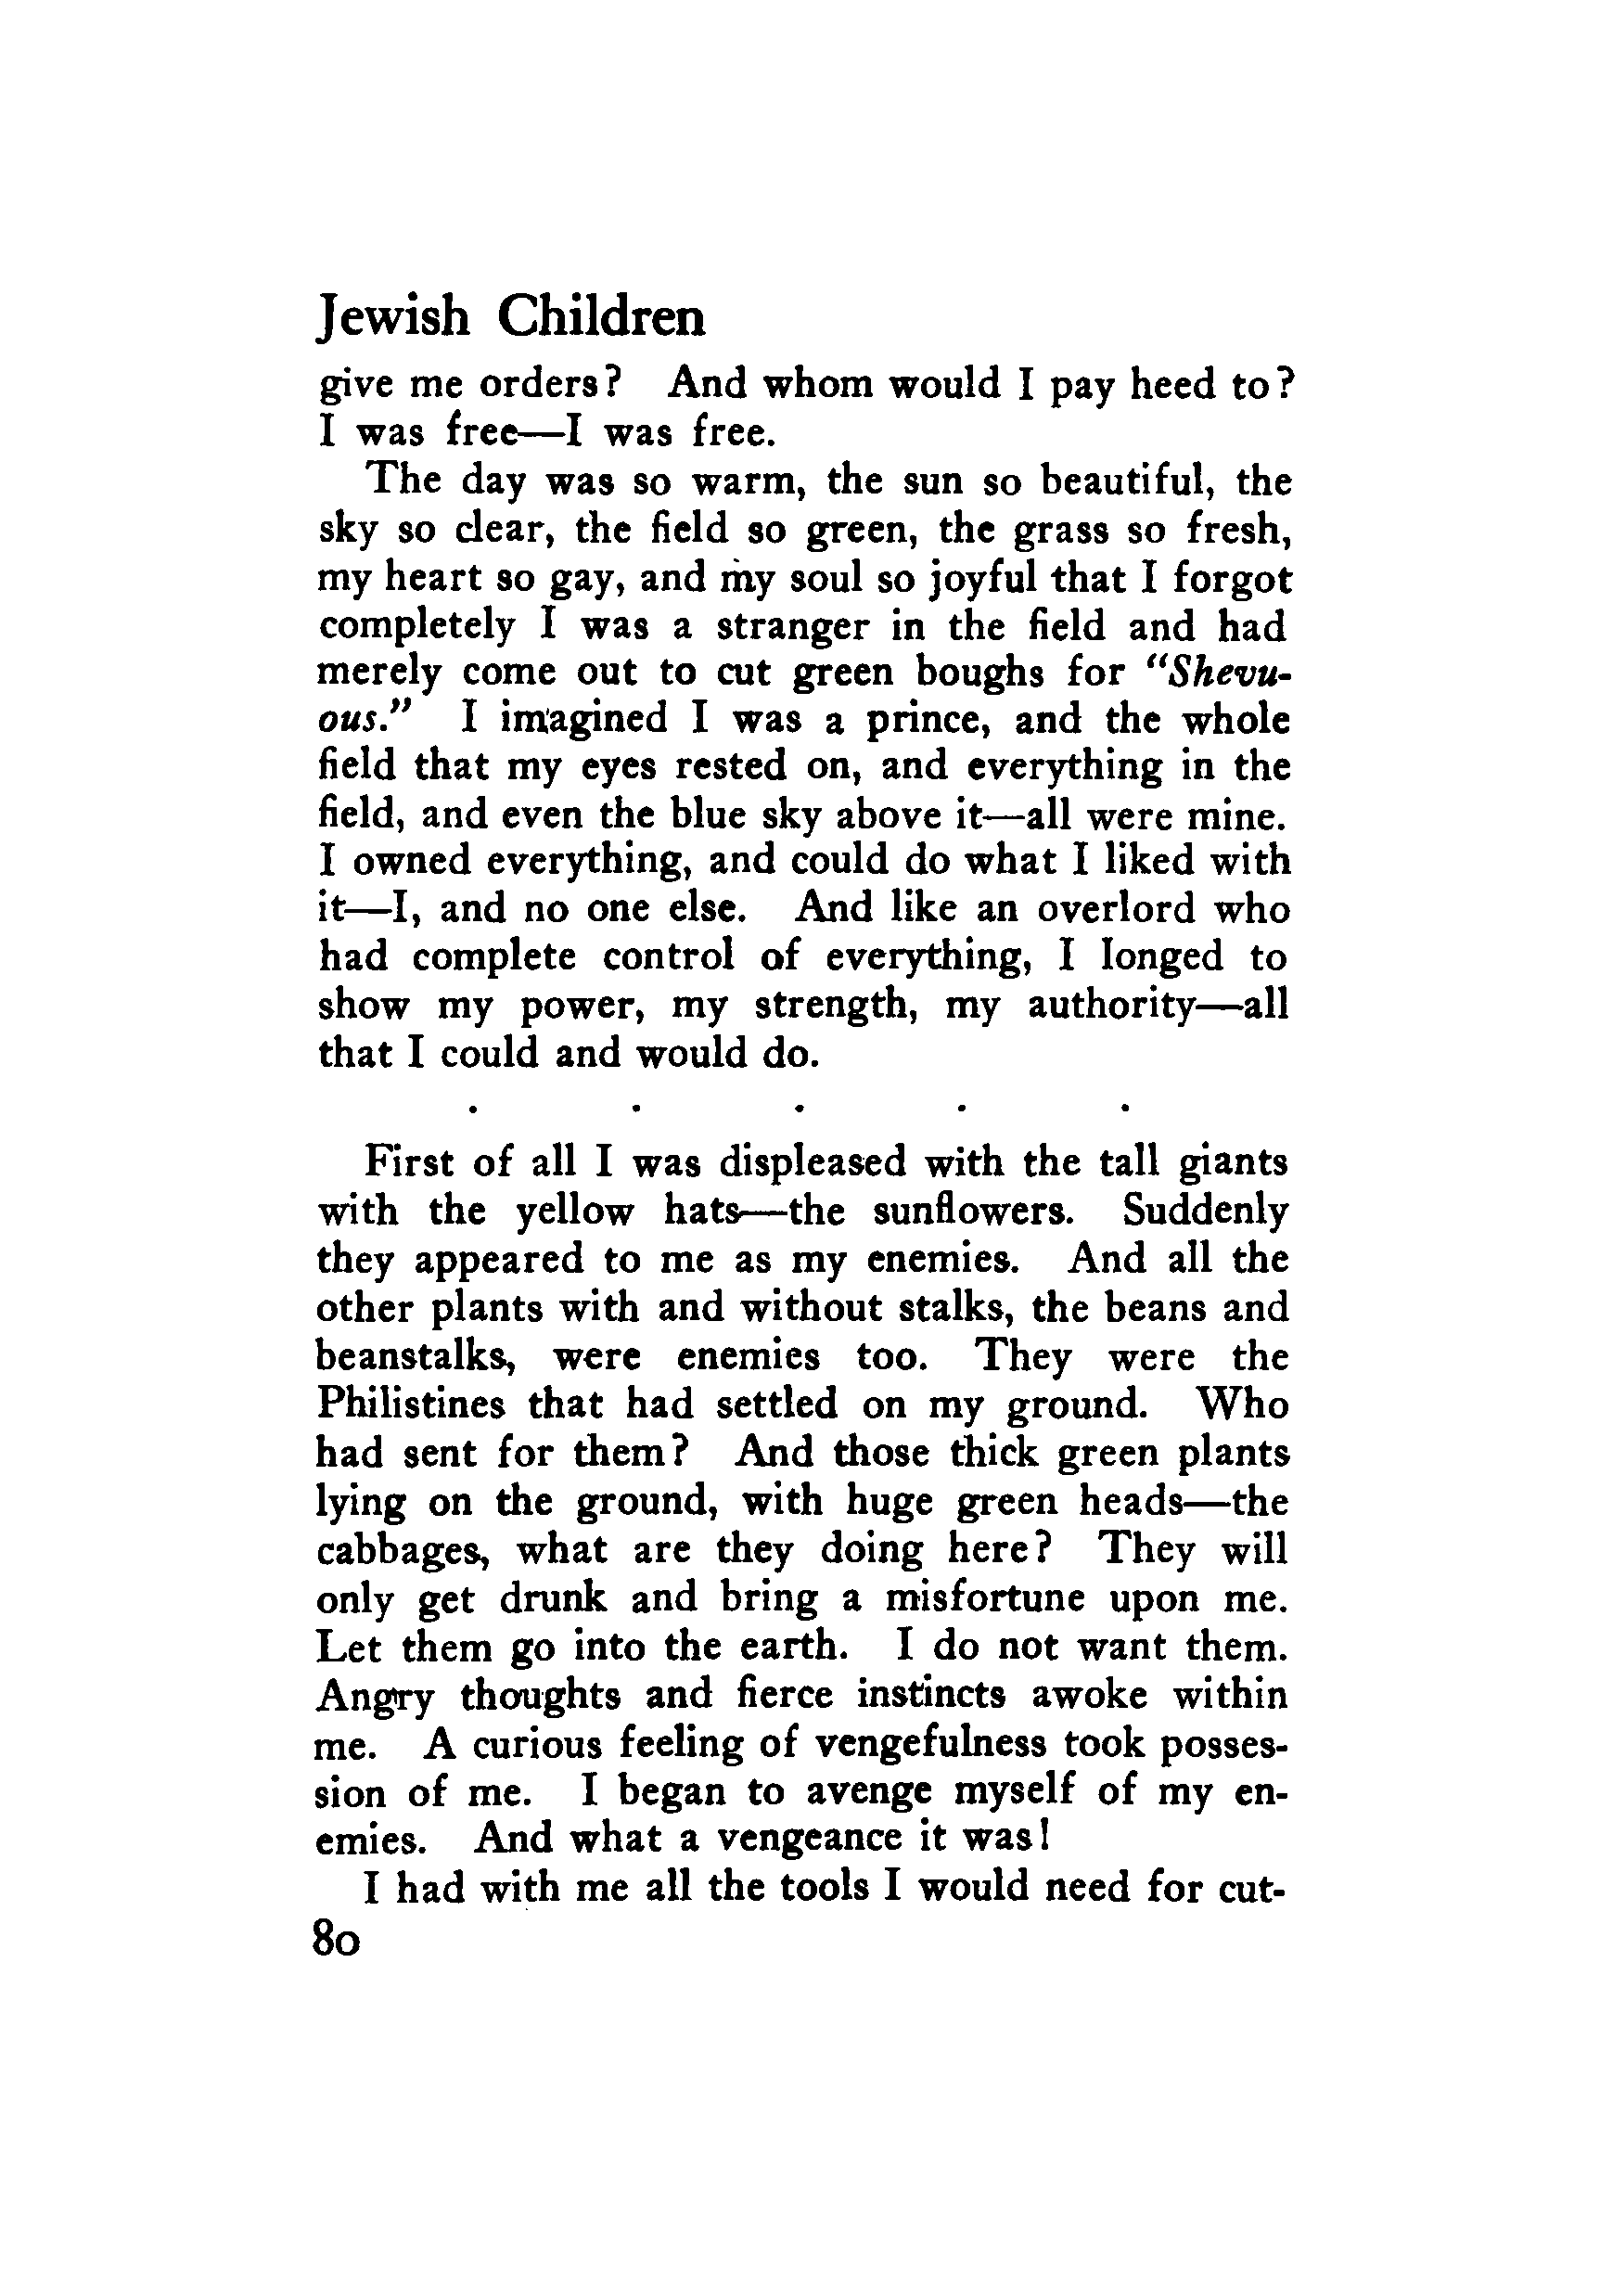 Jewish Children
give me orders? And whom would I pay heed to?
I was free—I was free.
The day was so warm, the sun so beautiful, the
sky so clear, the field so green, the grass so fresh,
my heart so gay, and my soul so joyful that I forgot
completely I was a stranger in the field and had
merely come out to cut green boughs for "Shevu-
ous." I imagined I was a prince, and the whole
field that my eyes rested on, and everything in the
field, and even the blue sky above it—all were mine.
I owned everything, and could do what I liked with
it—I, and no one else. And like an overlord who
had complete control of everything, I longed to
show my power, my strength, my authority—all
that I could and would do.
. . . . .
First of all I was displeased with the tall giants
with the yellow hats—the sunflowers. Suddenly
they appeared to me as my enemies. And all the
other plants with and without stalks, the beans and
beanstalks, were enemies too. They were the
Philistines that had settled on my ground. Who
had sent for them? And those thick green plants
lying on the ground, with huge green heads—the
cabbages, what are they doing here? They will
only get drunk and bring a misfortune upon me.
Let them go into the earth. I do not want them.
Angry thoughts and fierce instincts awoke within
me. A curious feeling of vengefulness took posses-
sion of me. I began to avenge myself of my en-
emies. And what a vengeance it was!
I had with me all the tools I would need for cut-
80